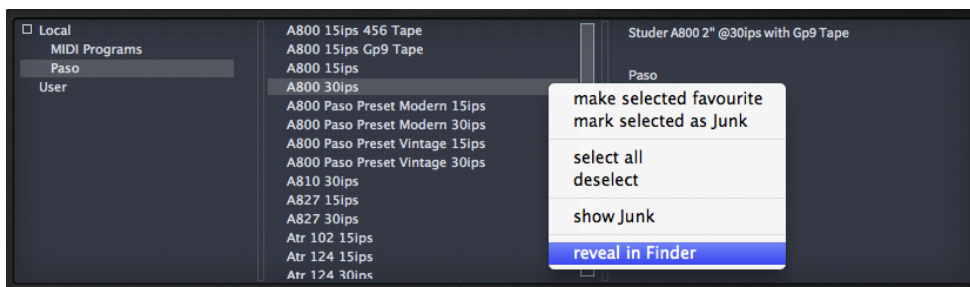 Local
MIDI Programs
Paso
User
A800 15ips 456 Tape
A800 15ips Gp9 Tape
A800 15ips
A800 30ips
A800 Paso Preset Modern 15ips
A800 Paso Preset Modern 30ips
A800 Paso Preset Vintage 15ips
A800 Paso Preset Vintage 30ips
A810 30ips
A827 15ips
A827 30ips
Atr 102 15ips
Atr 124 15ips
Atr 124 30ips
Studer A800 2" @30ips with Gp9 Tape
Paso
make selected favourite
mark selected as Junk
select all
deselect
show Junk
reveal in Finder